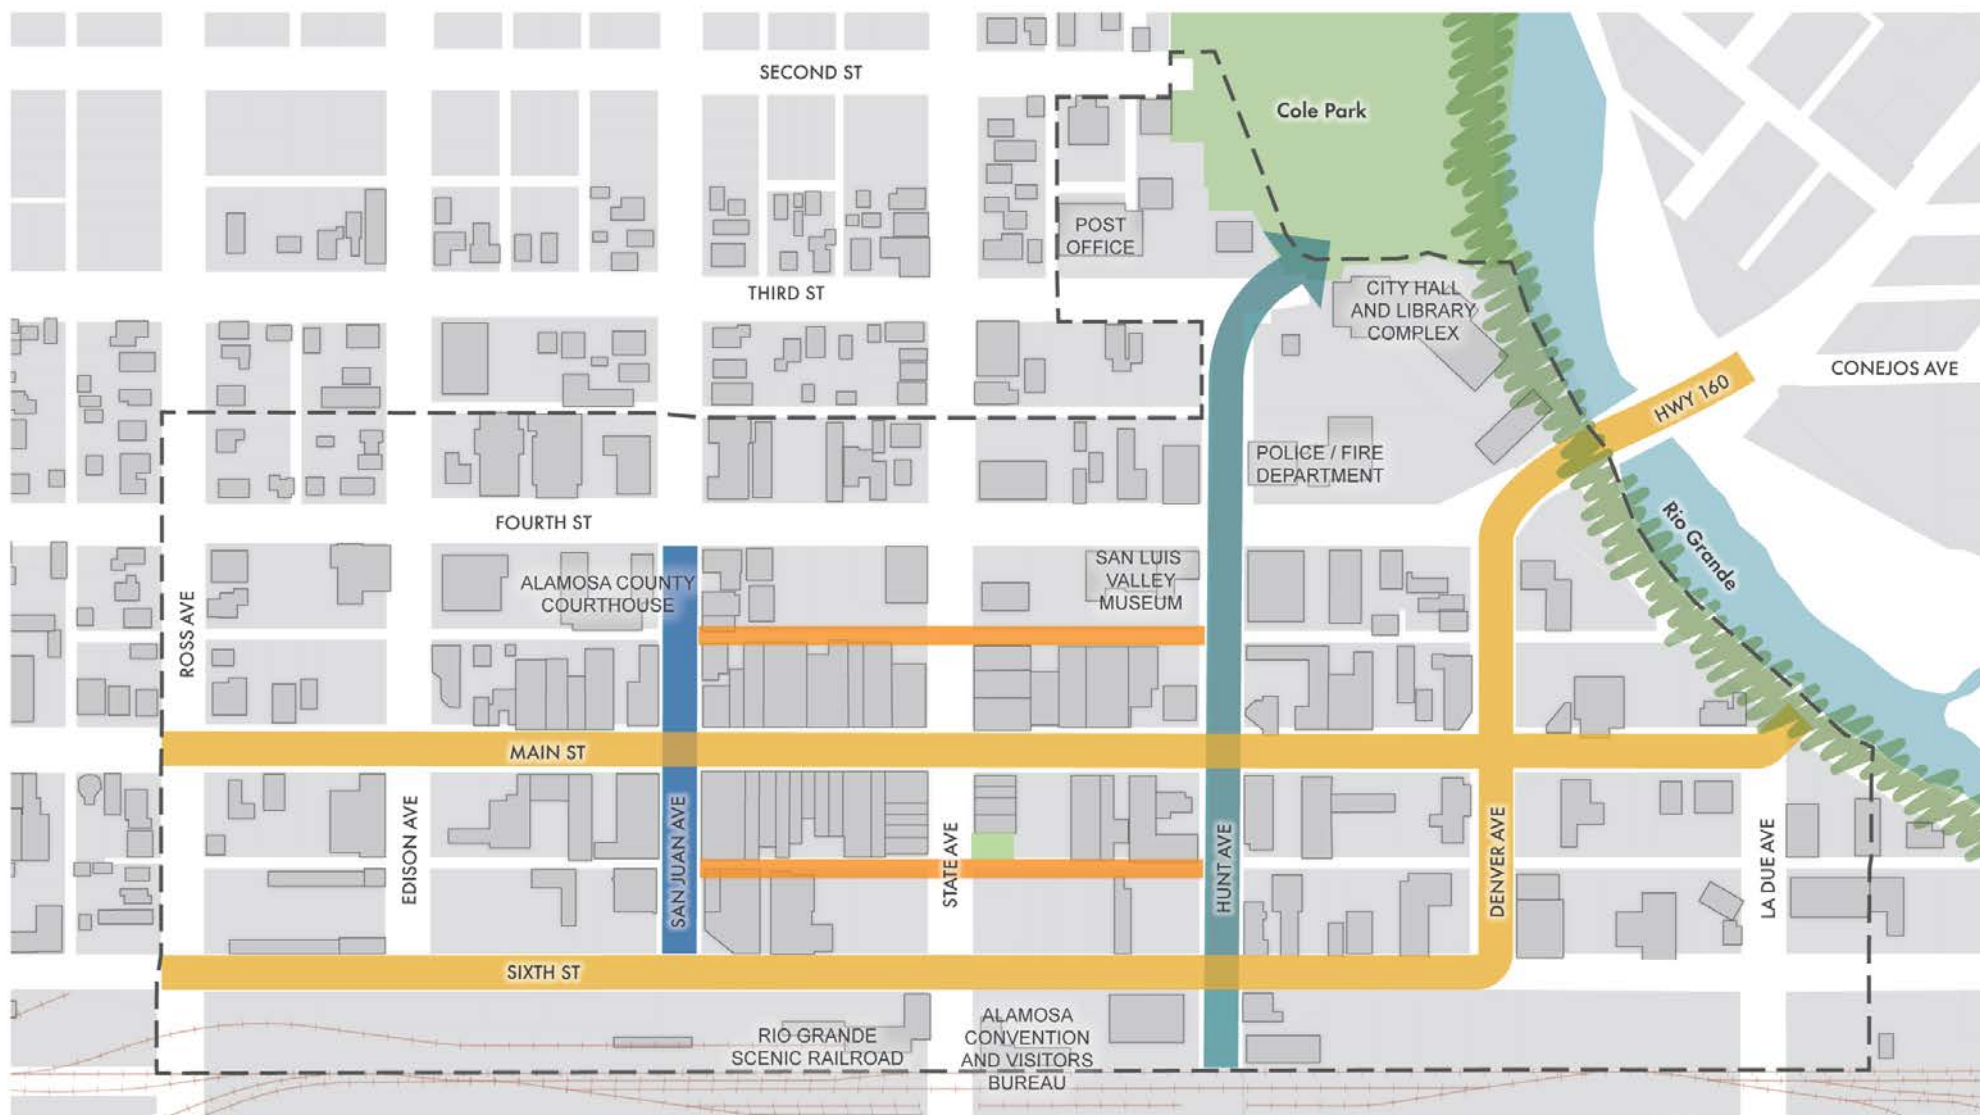 SECOND ST
Cole Park
POST
OFFICE
THIRD ST
CITY HALL
AND LIBRARY
COMPLEX
CONEJOS AVE
HWY 160
POLICE / FIRE
DEPARTMENT
FOURTH ST
Rio Grande
ALAMOSA COUNTY
COURTHOUSE
SAN LUIS
VALLEY
MUSEUM
ROSS AVE
MAIN ST
EDISON AVE
SAN JUAN AVE
STATE AVE
HUNT AVE
DENVER AVE
LA DUE AVE
SIXTH ST
RIO GRANDE
SCENIC RAILROAD
ALAMOSA
CONVENTION
AND VISITORS
BUREAU